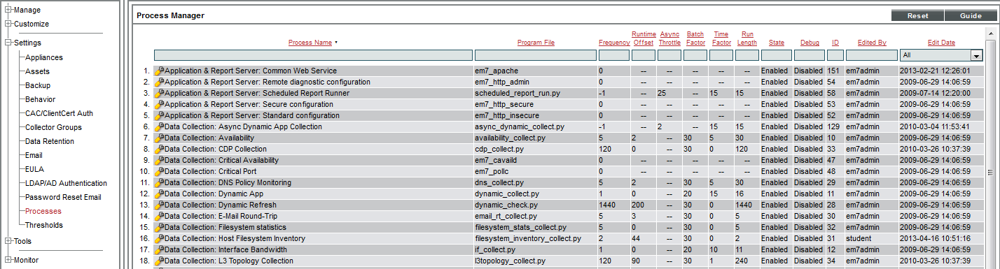 Manage
Customize
Settings
Appliances
Assets
Backup
Behavior
CAC/ClientCert Auth
Collector Groups
Data Retention
Email
EULA
LDAP/AD Authentication
Password Reset Email
Processes
Thresholds
Tools
Monitor
Process Manager Reset Guide
Process Name Program File Frequency Runtime Offset Async Throttle Batch Factor Time Factor Run Length State Debug ID Edited By Edit Date
All
1. Application & Report Server: Common Web Service em7_apache 0 -- -- -- -- -- Enabled Disabled 151 em7admin 2013-02-21 12:26:01
2. Application & Report Server: Remote diagnostic configuration em7_http_admin 0 -- -- -- -- -- Enabled Disabled 54 em7admin 2009-06-29 14:06:59
3. Application & Report Server: Scheduled Report Runner scheduled_report_run.py -1 -- 25 -- 15 15 Enabled Disabled 58 em7admin 2009-07-14 12:20:00
4. Application & Report Server: Secure configuration em7_http_secure 0 -- -- -- -- -- Enabled Disabled 53 em7admin 2009-06-29 14:06:59
5. Application & Report Server: Standard configuration em7_http_insecure 0 -- -- -- -- -- Enabled Disabled 52 em7admin 2009-06-29 14:06:59
6. Data Collection: Async Dynamic App Collection async_dynamic_collect.py -1 -- 2 -- 15 15 Enabled Disabled 129 em7admin 2010-03-04 11:53:41
7. Data Collection: Availability availability_collect.py 5 2 -- 30 5 30 Enabled Disabled 10 em7admin 2009-06-29 14:06:59
8. Data Collection: CDP Collection cdp_collect.py 120 0 -- 30 0 120 Enabled Disabled 33 em7admin 2010-03-26 10:37:39
9. Data Collection: Critical Availability em7_cavaild 0 -- -- -- -- -- Enabled Disabled 47 em7admin 2009-06-29 14:06:59
10. Data Collection: Critical Port em7_pollc 0 -- -- -- -- -- Enabled Disabled 48 em7admin 2009-06-29 14:06:59
11. Data Collection: DNS Policy Monitoring dns_collect.py 5 2 -- 30 5 30 Enabled Disabled 29 em7admin 2009-06-29 14:06:59
12. Data Collection: Dynamic App dynamic_collect.py 1 0 -- 20 15 16 Enabled Disabled 11 em7admin 2009-06-29 14:06:59
13. Data Collection: Dynamic Refresh dynamic_check.py 1440 200 -- 30 0 1440 Enabled Disabled 28 em7admin 2009-06-29 14:06:59
14. Data Collection: E-Mail Round-Trip email_rt_collect.py 5 3 -- 30 0 5 Enabled Disabled 30 em7admin 2009-06-29 14:06:59
15. Data Collection: Filesystem statistics filesystem_stats_collect.py 5 0 -- 30 0 5 Enabled Disabled 32 em7admin 2009-06-29 14:06:59
16. Data Collection: Host Filesystem Inventory filesystem_inventory_collect.py 2 44 -- 30 0 2 Enabled Disabled 31 student 2013-04-16 10:51:16
17. Data Collection: Interface Bandwidth if_collect.py 1 0 -- 20 10 11 Enabled Disabled 12 em7admin 2009-06-29 14:06:59
18. Data Collection: L3 Topology Collection l3topology_collect.py 120 90 -- 30 1 240 Enabled Disabled 34 em7admin 2010-03-26 10:37:39